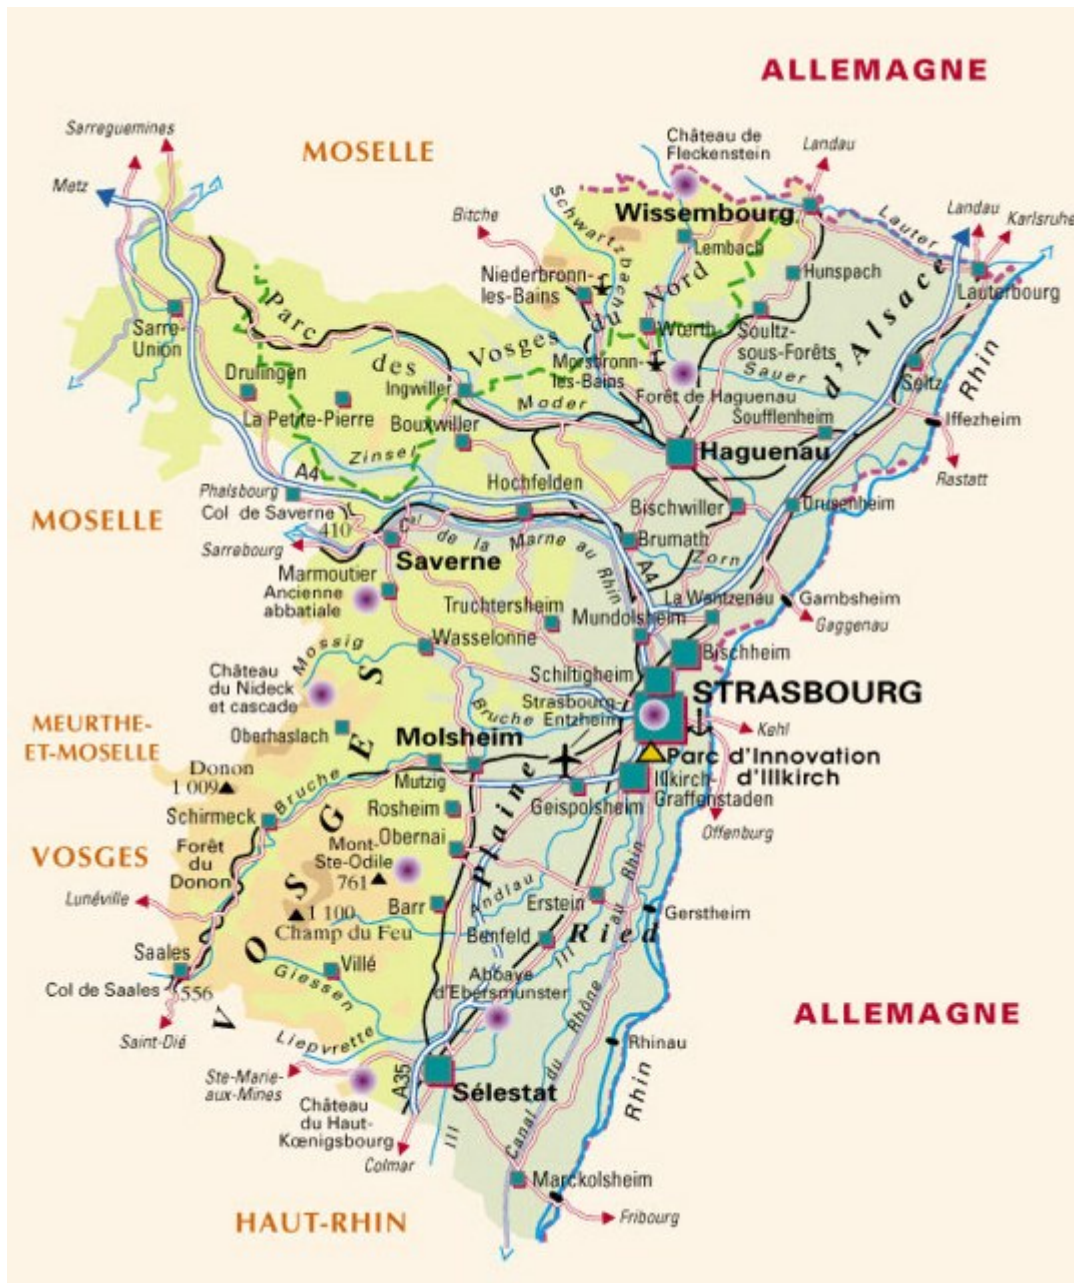 ALLEMAGNE
Sarreguemines
MOSELLE
Château de
Fleckenstein
Landau
Metz
Bitche
Schwartzbach
Wissembourg
Lauter
Landau
Karlsruhe
Lembach
Niederbronn-
les-Bains
Hunspach
Lauterbourg
Parc
des
Vosges
du
Nord
Sarre-
Union
Wœrth
Soultz-
sous-Forêts
d'Alsace
Rhin
Drulingen
Ingwiller
Morsbronn-
les-Bains
Sauer
Seltz
La Petite-Pierre
Moder
Forêt de Haguenau
Bouxwiller
Soufflenheim
Iffezheim
Zinsel
Haguenau
A4
Rastatt
Phalsbourg
Hochfelden
MOSELLE
Col de Saverne
410
Bischwiller
Drusenheim
Sarrebourg
Cal de la Marne au Rhin
Brumath
Saverne
A4
Zorn
Marmoutier
Ancienne
abbatiale
Truchtersheim
La Wantzenau
Gambsheim
Mundolsheim
Gaggenau
Mossig
Wasselonne
Bischheim
Château
du Nideck
et cascade
Schiltigheim
STRASBOURG
Strasbourg-
Entzheim
Bruche
Kehl
MEURTHE-
ET-MOSELLE
Oberhaslach
Molsheim
Parc d'Innovation
d'Illkirch
Donon
1 009
Mutzig
Illkirch-
Graffenstaden
Bruche
Geispolsheim
Schirmeck
Rosheim
Offenburg
Obernai
VOSGES
Forêt
du
Donon
Mont-
Ste-Odile
761
Plaine
Rhin
Lunéville
VOSGES
Andlau
Barr
Erstein
Gerstheim
1 100
Champ du Feu
Benfeld
Ried
Saales
Villé
Ill
Giessen
Abbaye
d'Ebersmunster
Col de Saales
556
ALLEMAGNE
Saint-Dié
Liepvrette
Canal du Rhône au
Rhinau
Ste-Marie-
aux-Mines
A35
Sélestat
Rhin
Château
du Haut-
Kœnigsbourg
Ill
Colmar
Marckolsheim
HAUT-RHIN
Fribourg